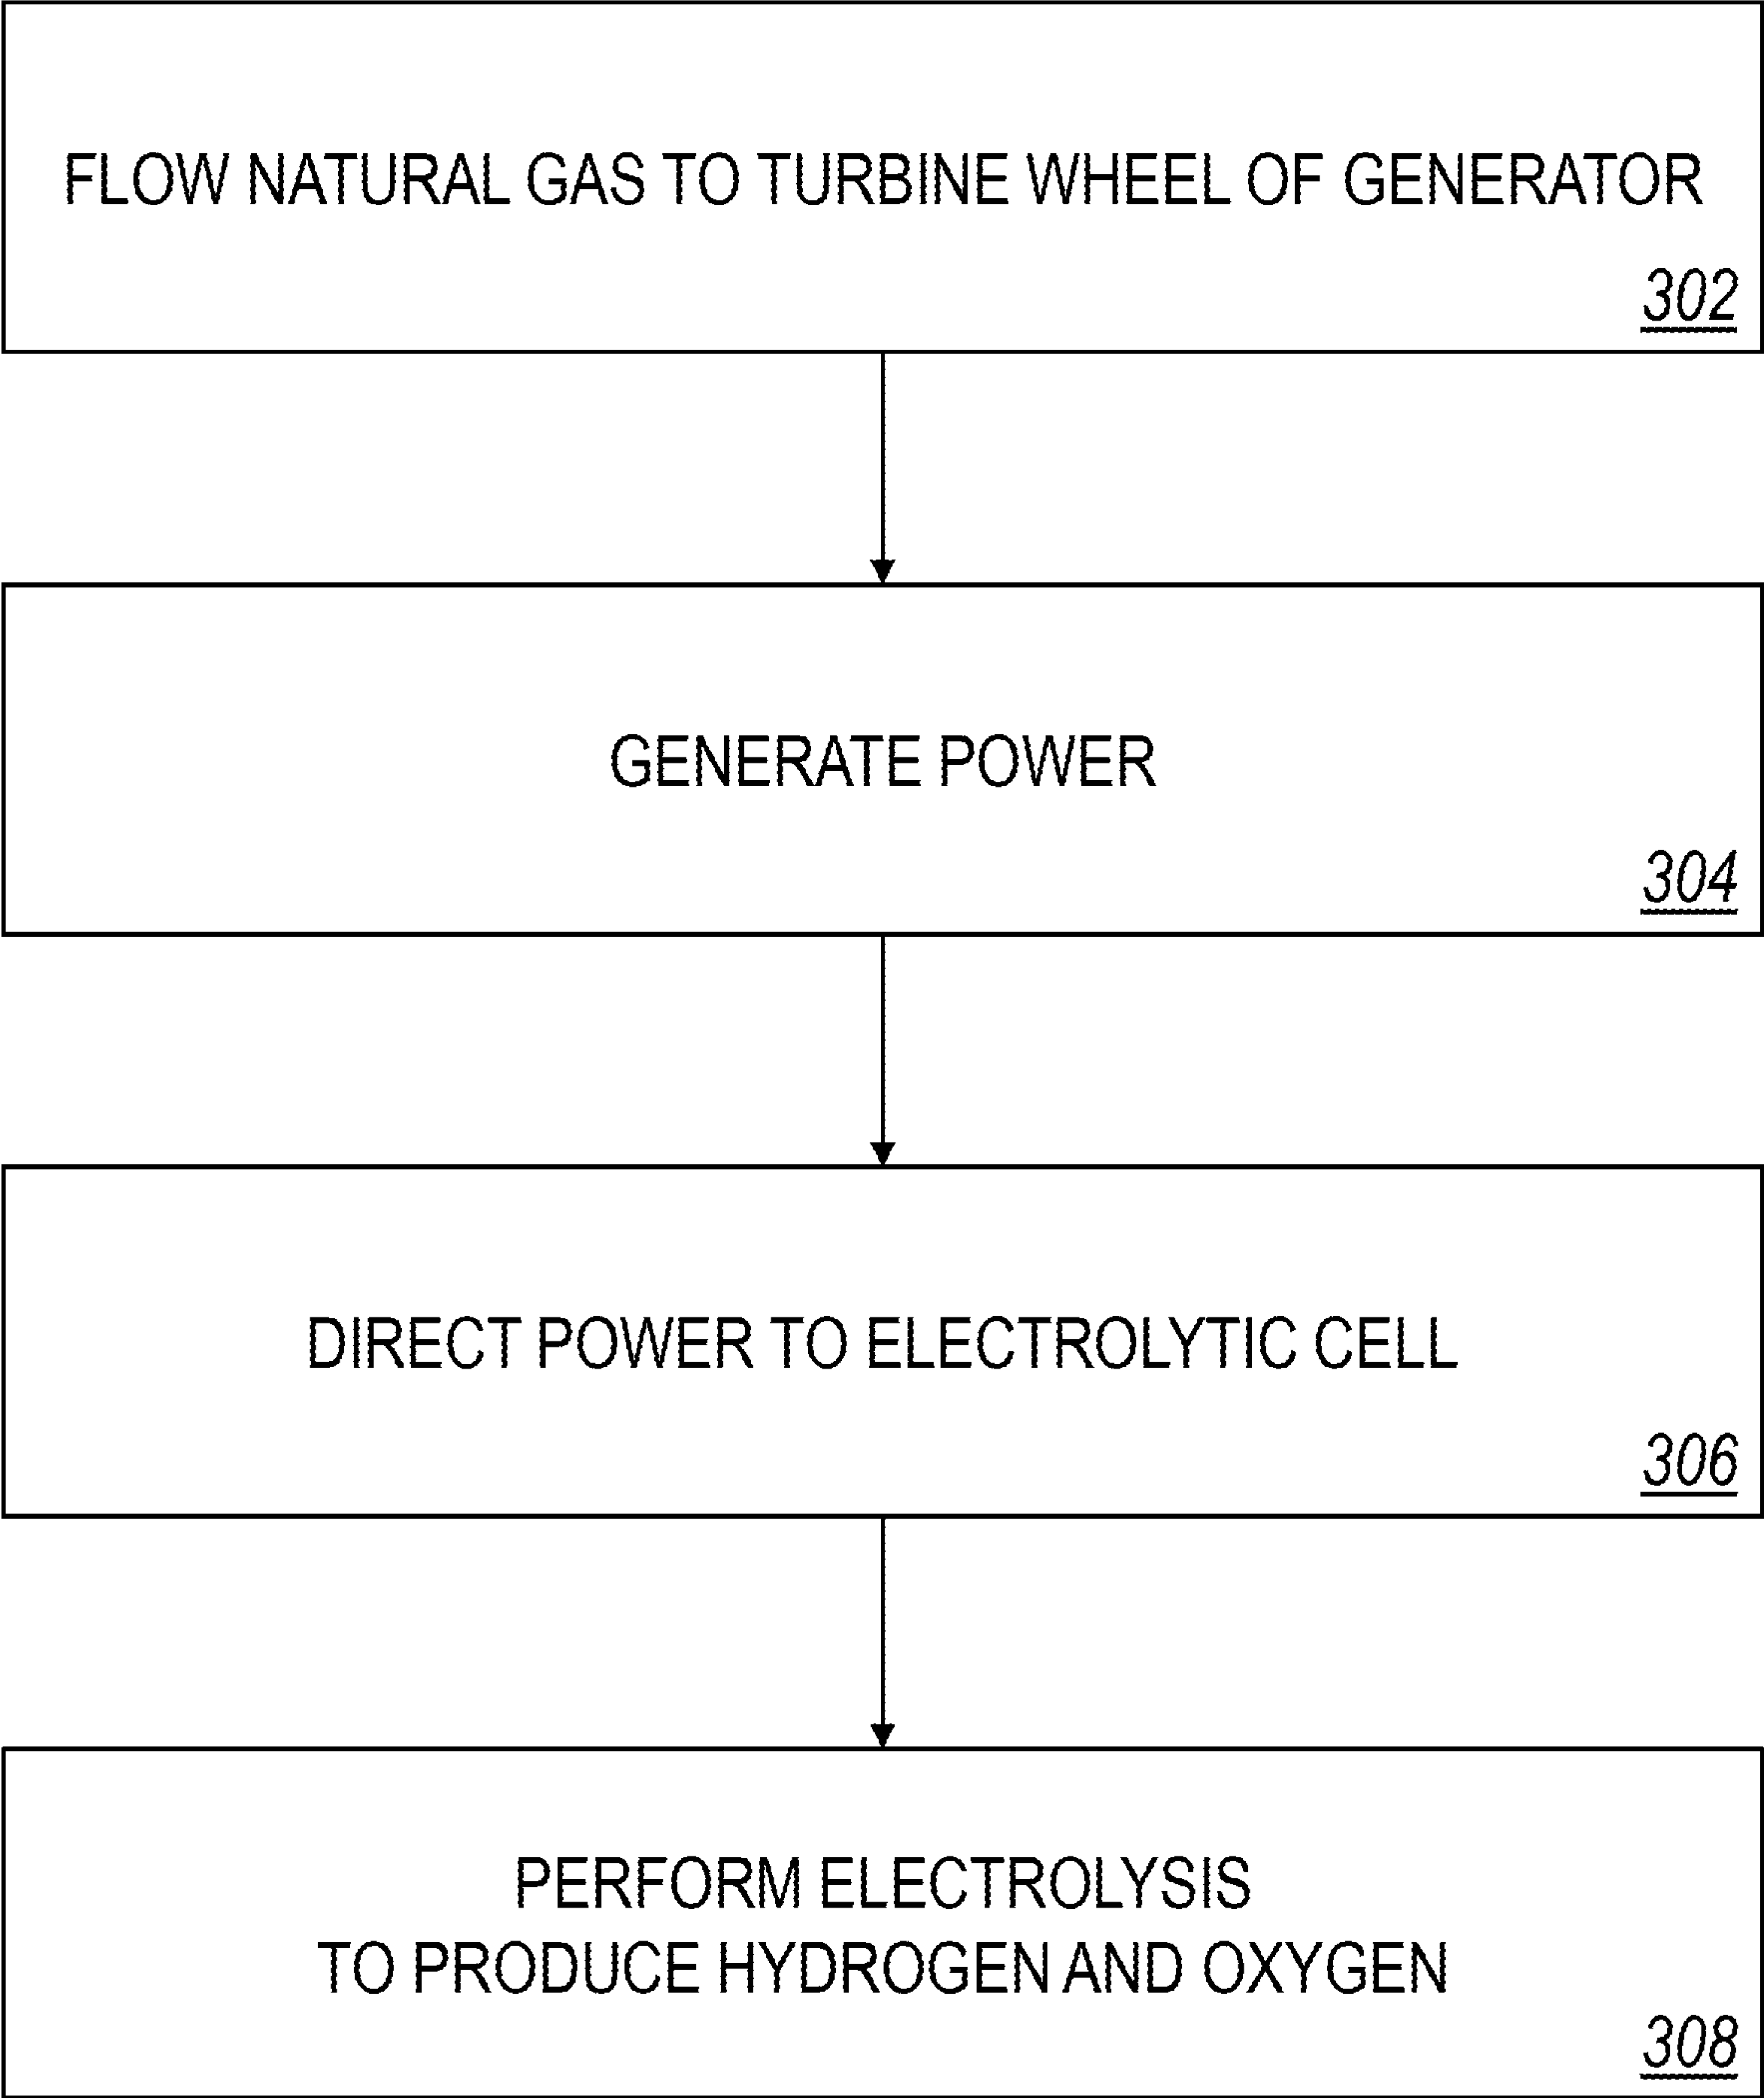 FLOW NATURAL GAS TO TURBINE WHEEL OF GENERATOR
302
GENERATE POWER
304
DIRECT POWER TO ELECTROLYTIC CELL
306
PERFORM ELECTROLYSIS
TO PRODUCE HYDROGEN AND OXYGEN
308